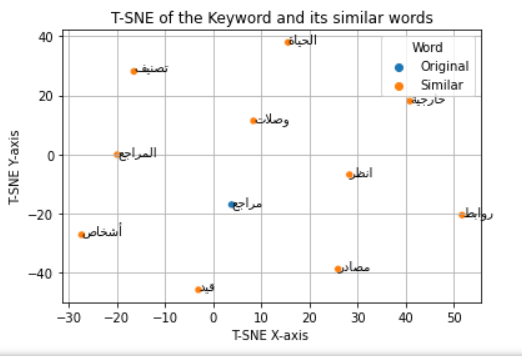 T-SNE of the Keyword and its similar words
Word
Original
Similar
الحياة
تصنيف
خارجية
وصلات
المراجع
انظر
مراجع
روابط
أشخاص
مصادر
قيد
T-SNE Y-axis
40
20
0
−20
−40
−30 −20 −10 0 10 20 30 40 50
T-SNE X-axis